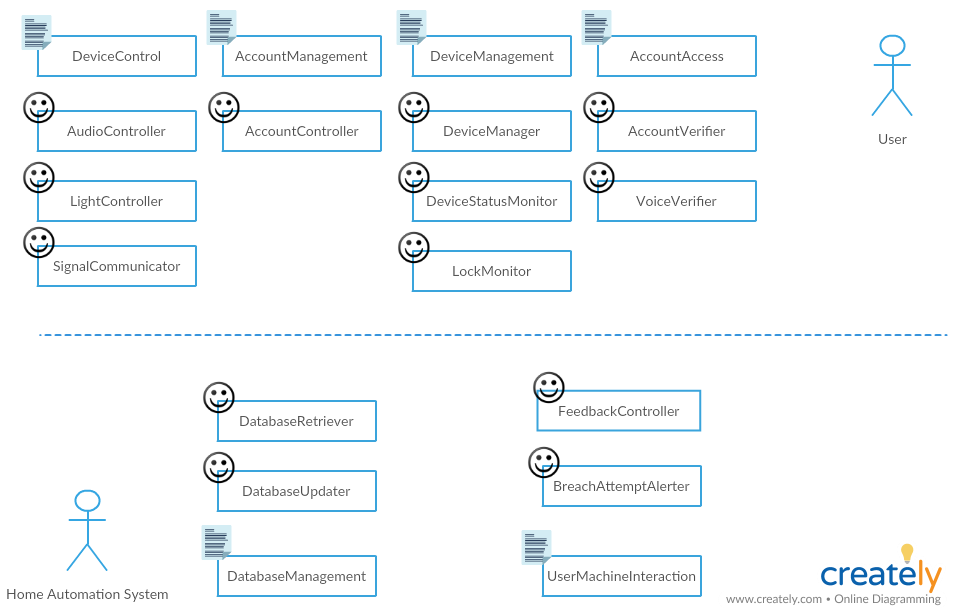 DeviceControl
AccountManagement
DeviceManagement
AccountAccess
AudioController
AccountController
DeviceManager
AccountVerifier
User
LightController
DeviceStatusMonitor
VoiceVerifier
SignalCommunicator
LockMonitor
DatabaseRetriever
FeedbackController
DatabaseUpdater
BreachAttemptAlerter
DatabaseManagement
UserMachineInteraction
Home Automation System
creately
www.creately.com • Online Diagramming